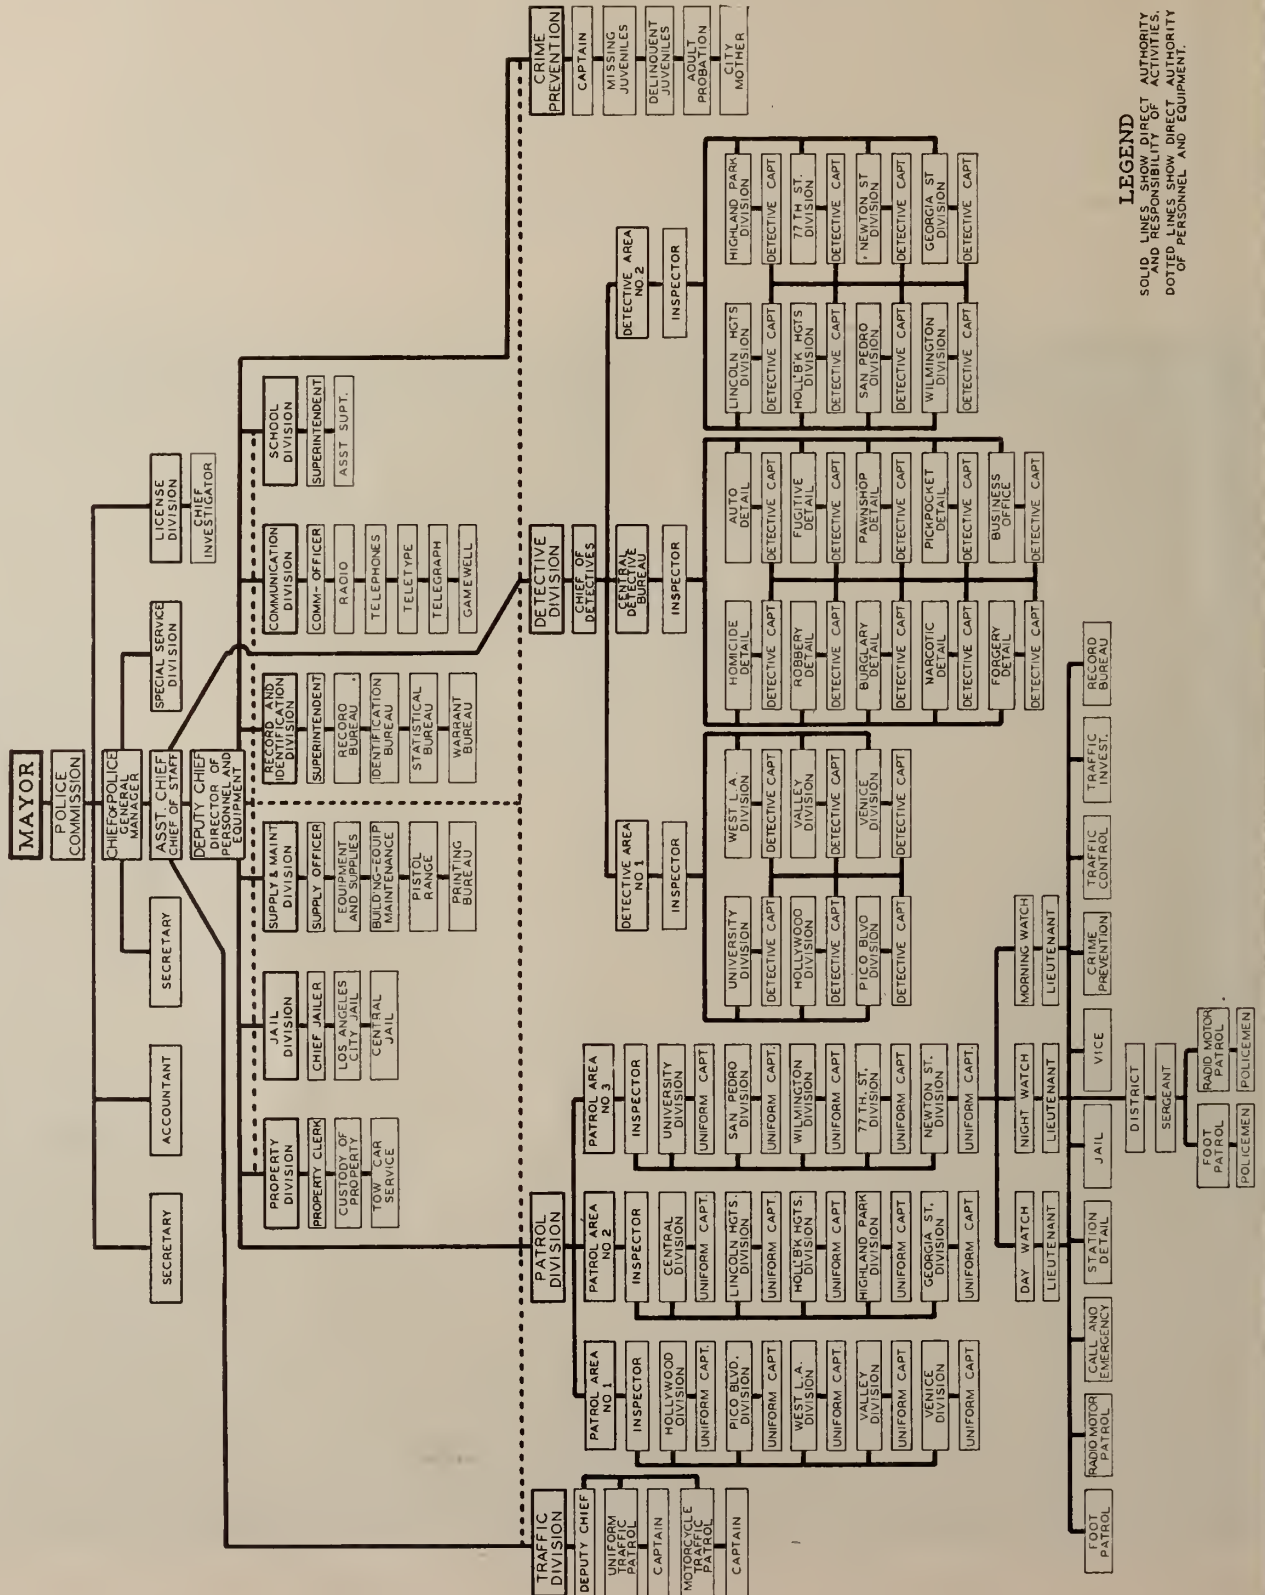 MAYOR
POLICE
COMMISSION
SECRETARY
ACCOUNTANT
CHIEF OF POLICE
GENERAL
MANAGER
LICENSE
DIVISION
CHIEF
INVESTIGATOR
SECRETARY
SPECIAL SERVICE
DIVISION
ASST. CHIEF
CHIEF OF STAFF
DEPUTY CHIEF
DIRECTOR OF
PERSONNEL AND
EQUIPMENT
PROPERTY
DIVISION
PROPERTY CLERK
CUSTODY OF
PROPERTY
TOW CAR
SERVICE
JAIL
DIVISION
CHIEF JAILER
LOS ANGELES
CITY JAIL
CENTRAL
JAIL
SUPPLY & MAINT
DIVISION
SUPPLY OFFICER
EQUIPMENT
AND SUPPLIES
BUILDING-EQUIP
MAINTENANCE
PISTOL
RANGE
PRINTING
BUREAU
RECORD AND
IDENTIFICATION
DIVISION
SUPERINTENDENT
RECORD
BUREAU
IDENTIFICATION
BUREAU
STATISTICAL
BUREAU
WARRANT
BUREAU
COMMUNICATION
DIVISION
COMM- OFFICER
RADIO
TELEPHONES
TELETYPE
TELEGRAPH
GAMEWELL
SCHOOL
DIVISION
SUPERINTENDENT
ASST SUPT.
TRAFFIC
DIVISION
DEPUTY CHIEF
UNIFORM
TRAFFIC
PATROL
CAPTAIN
MOTORCYCLE
TRAFFIC
PATROL
CAPTAIN
PATROL
DIVISION
PATROL AREA
NO 1
INSPECTOR
HOLLYWOOD
DIVISION
UNIFORM CAPT.
PICO BLVD.
DIVISION
UNIFORM CAPT
WEST L.A.
DIVISION
UNIFORM CAPT.
VALLEY
DIVISION
UNIFORM CAPT
VENICE
DIVISION
UNIFORM CAPT
PATROL AREA
NO 2
INSPECTOR
CENTRAL
DIVISION
UNIFORM CAPT.
LINCOLN HGTS.
DIVISION
UNIFORM CAPT.
HOLL'B'K HGTS.
DIVISION
UNIFORM CAPT.
HIGHLAND PARK
DIVISION
UNIFORM CAPT
GEORGIA ST.
DIVISION
UNIFORM CAPT.
PATROL AREA
NO 3
INSPECTOR
UNIVERSITY
DIVISION
UNIFORM CAPT
SAN PEDRO
DIVISION
UNIFORM CAPT.
WILMINGTON
DIVISION
UNIFORM CAPT.
77 TH. ST.
DIVISION
UNIFORM CAPT.
NEWTON ST.
DIVISION
UNIFORM CAPT.
DAY WATCH
LIEUTENANT
NIGHT WATCH
LIEUTENANT
MORNING WATCH
LIEUTENANT
FOOT
PATROL
RADIO MOTOR
PATROL
CALL AND
EMERGENCY
STATION
DETAIL
JAIL
VICE
CRIME
PREVENTION
TRAFFIC
CONTROL
TRAFFIC
INVEST.
RECORD
BUREAU
DISTRICT
SERGEANT
FOOT
PATROL
POLICEMEN
RADIO MOTOR
PATROL
POLICEMEN
DETECTIVE
DIVISION
CHIEF OF
DETECTIVES
DETECTIVE AREA
NO 1
INSPECTOR
UNIVERSITY
DIVISION
DETECTIVE CAPT
HOLLYWOOD
DIVISION
DETECTIVE CAPT
PICO BLVD
DIVISION
DETECTIVE CAPT
WEST L.A.
DIVISION
DETECTIVE CAPT
VALLEY
DIVISION
DETECTIVE CAPT
VENICE
DIVISION
DETECTIVE CAPT
CENTRAL
DETECTIVE
BUREAU
INSPECTOR
HOMICIDE
DETAIL
DETECTIVE CAPT
ROBBERY
DETAIL
DETECTIVE CAPT
BURGLARY
DETAIL
DETECTIVE CAPT
NARCOTIC
DETAIL
DETECTIVE CAPT
FORGERY
DETAIL
DETECTIVE CAPT
AUTO
DETAIL
DETECTIVE CAPT
FUGITIVE
DETAIL
DETECTIVE CAPT
PAWNSHOP
DETAIL
DETECTIVE CAPT
PICKPOCKET
DETAIL
DETECTIVE CAPT
BUSINESS
OFFICE
DETECTIVE CAPT
DETECTIVE AREA
NO. 2
INSPECTOR
LINCOLN HGTS
DIVISION
DETECTIVE CAPT
HOLL'B'K HGTS
DIVISION
DETECTIVE CAPT
SAN PEDRO
DIVISION
DETECTIVE CAPT
WILMINGTON
DIVISION
DETECTIVE CAPT
HIGHLAND PARK
DIVISION
DETECTIVE CAPT
77 TH ST.
DIVISION
DETECTIVE CAPT
NEWTON ST
DIVISION
DETECTIVE CAPT
GEORGIA ST
DIVISION
DETECTIVE CAPT
CRIME
PREVENTION
CAPTAIN
MISSING
JUVENILES
DELINQUENT
JUVENILES
ADULT
PROBATION
CITY
MOTHER
LEGEND
SOLID LINES SHOW DIRECT AUTHORITY
AND RESPONSIBILITY OF ACTIVITIES.
DOTTED LINES SHOW DIRECT AUTHORITY
OF PERSONNEL AND EQUIPMENT.